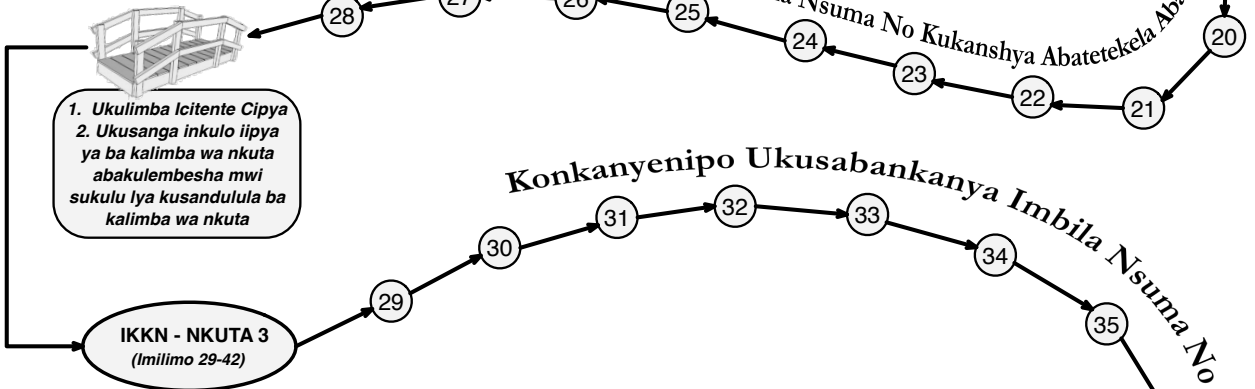 28
27
26
25
24
23
22
21
20
Nsuma No Kukanshya Abatetekela
1. Ukulimba Icitente Cipya
2. Ukusanga inkulo iipya
ya ba kalimba wa nkuta
abakulembesha mwi
sukulu lya kusandulula ba
kalimba wa nkuta
Konkanyenipo Ukusabankanya Imbila Nsuma No
29
30
31
32
33
34
35
IKKN - NKUTA 3
(Imilimo 29-42)